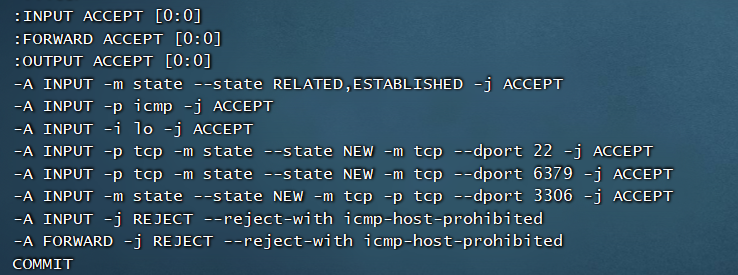 :INPUT ACCEPT [0:0]
:FORWARD ACCEPT [0:0]
:OUTPUT ACCEPT [0:0]
-A INPUT -m state --state RELATED,ESTABLISHED -j ACCEPT
-A INPUT -p icmp -j ACCEPT
-A INPUT -i lo -j ACCEPT
-A INPUT -p tcp -m state --state NEW -m tcp --dport 22 -j ACCEPT
-A INPUT -p tcp -m state --state NEW -m tcp --dport 6379 -j ACCEPT
-A INPUT -m state --state NEW -m tcp -p tcp --dport 3306 -j ACCEPT
-A INPUT -j REJECT --reject-with icmp-host-prohibited
-A FORWARD -j REJECT --reject-with icmp-host-prohibited
COMMIT